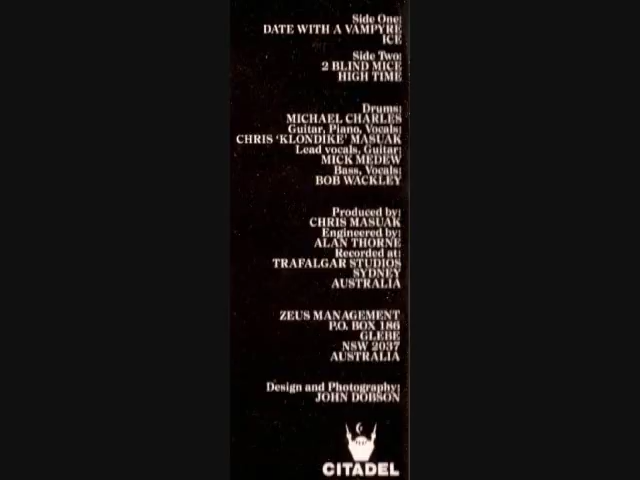 Side One:
DATE WITH A VAMPYRE
ICE
Side Two:
2 BLIND MICE
HIGH TIME
Drums:
MICHAEL CHARLES
Guitar, Piano, Vocals:
CHRIS 'KLONDIKE' MASUAK
Lead vocals, Guitar:
MICK MEDEW
Bass, Vocals:
BOB WACKLEY
Produced by:
CHRIS MASUAK
Engineered by:
ALAN THORNE
Recorded at:
TRAFALGAR STUDIOS
SYDNEY
AUSTRALIA
ZEUS MANAGEMENT
P.O. BOX 186
GLEBE
NSW 2037
AUSTRALIA
Design and Photography:
JOHN DOBSON
CITADEL